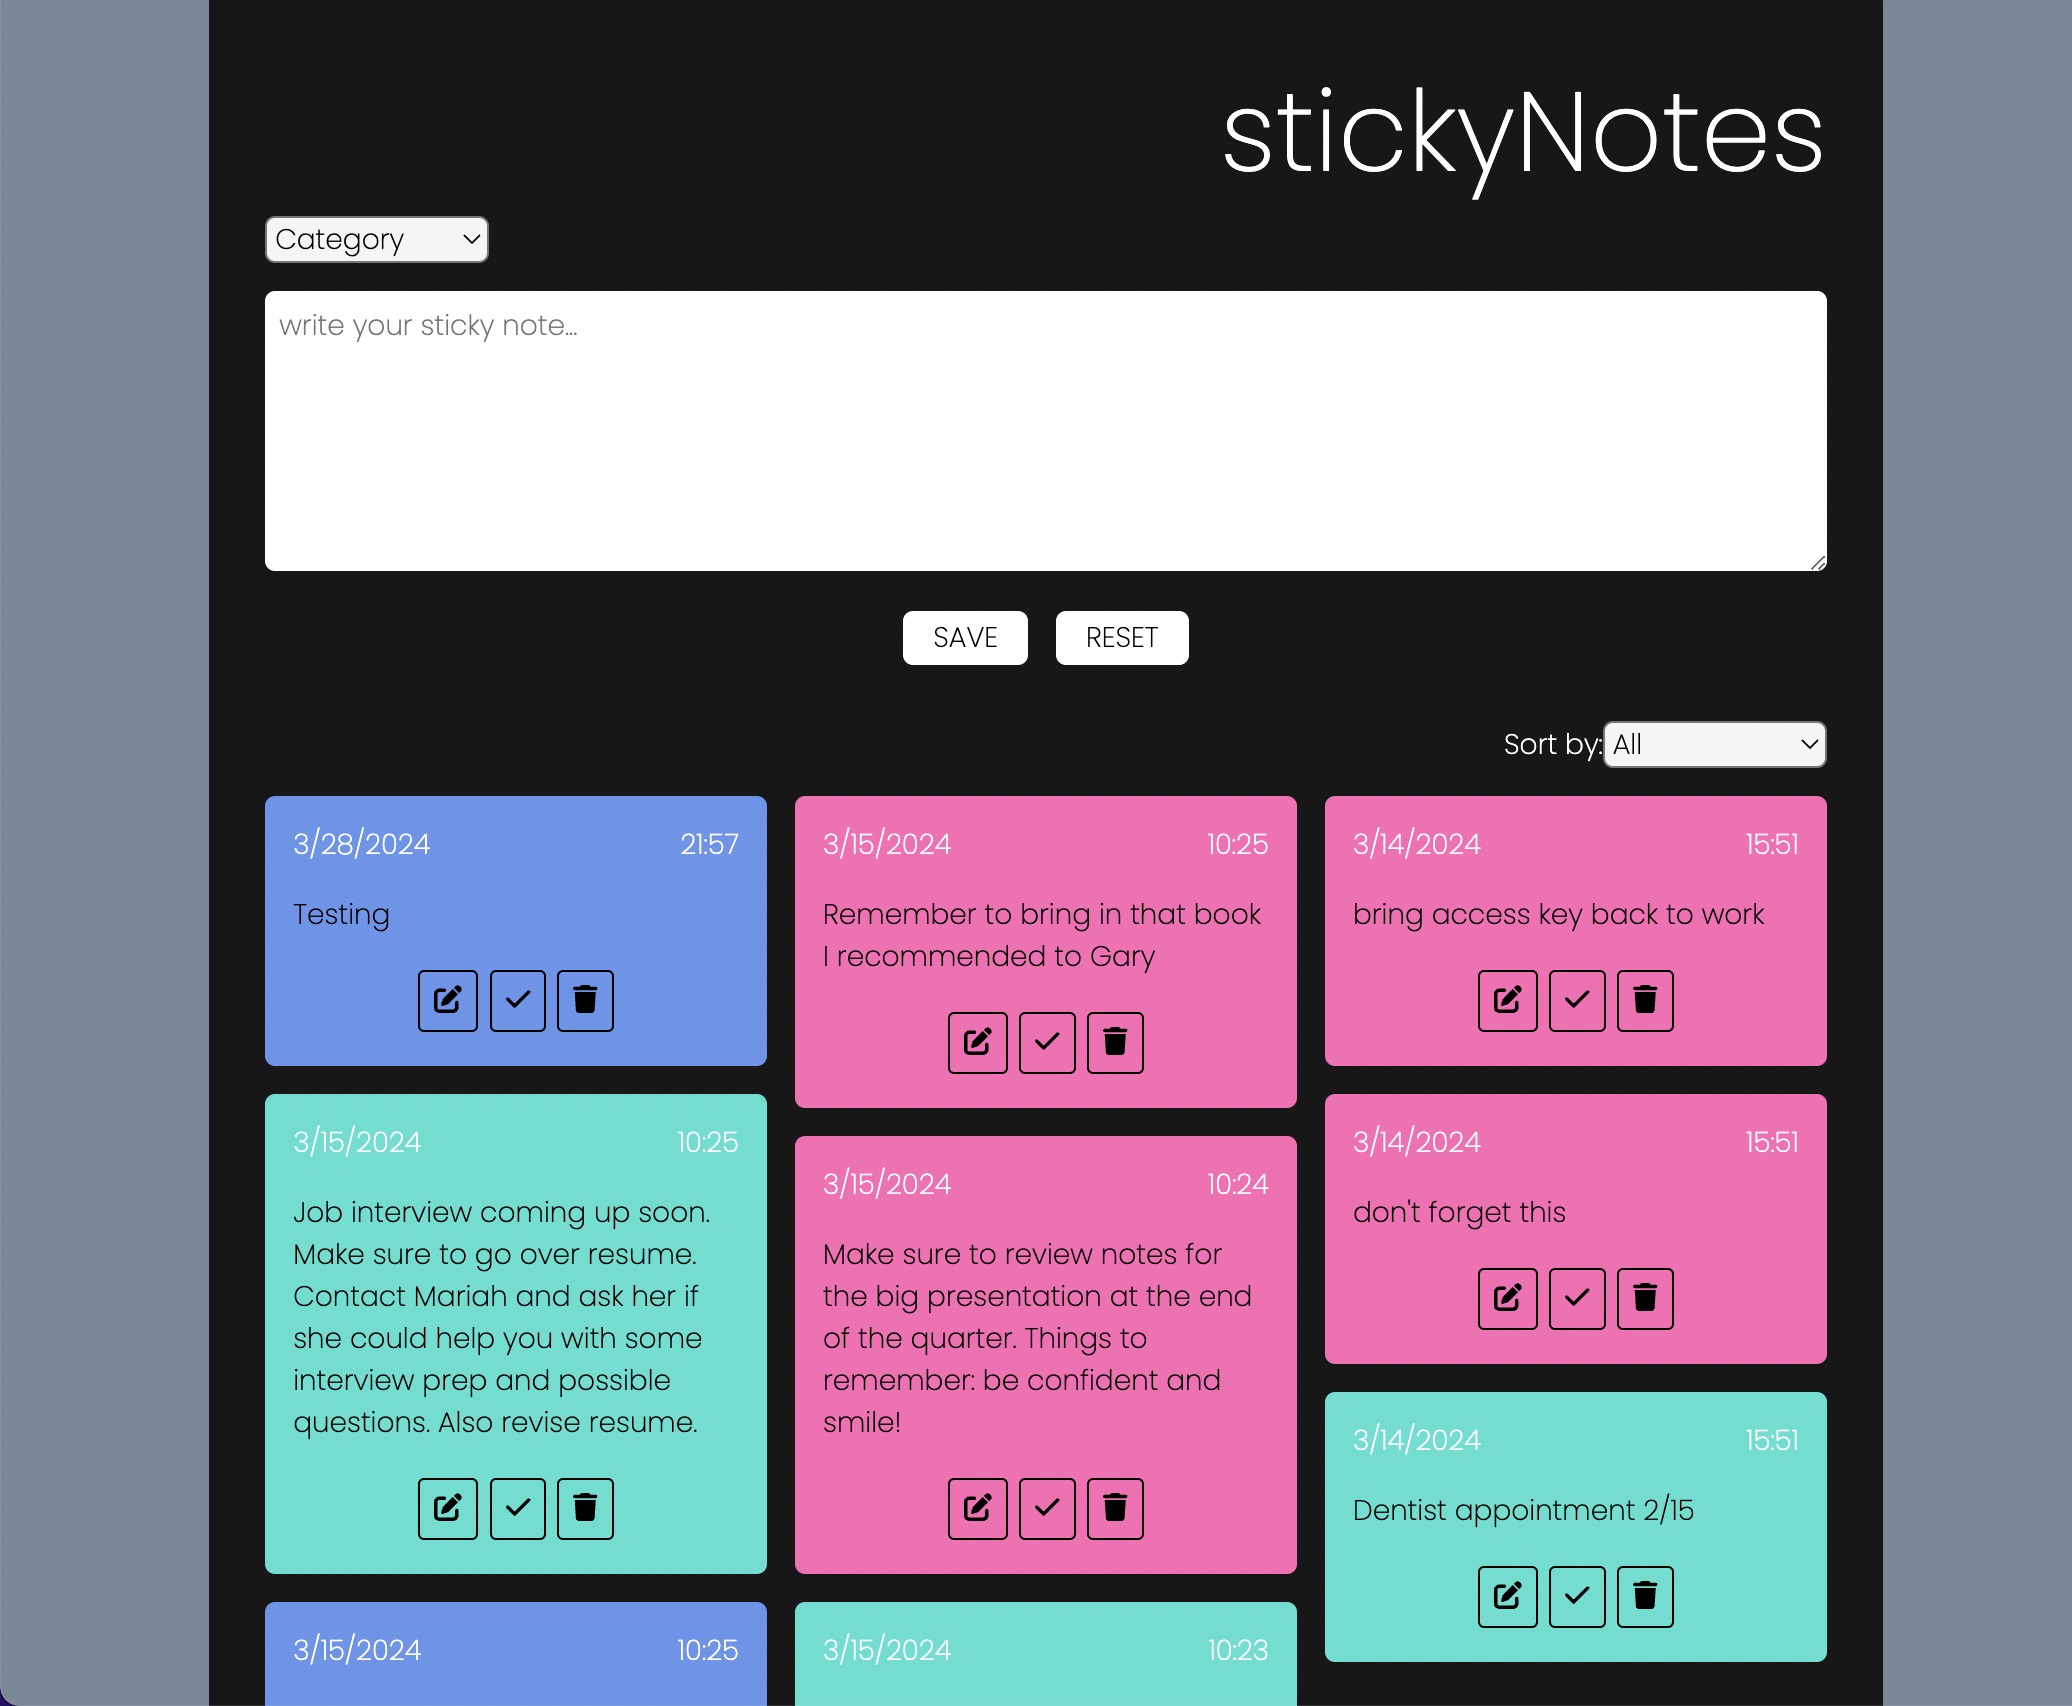 stickyNotes
Category
write your sticky note...
SAVE
RESET
Sort by: All
3/28/2024 21:57
Testing
3/15/2024 10:25
Job interview coming up soon.
Make sure to go over resume.
Contact Mariah and ask her if
she could help you with some
interview prep and possible
questions. Also revise resume.
3/15/2024 10:25
3/15/2024 10:25
Remember to bring in that book
I recommended to Gary
3/15/2024 10:24
Make sure to review notes for
the big presentation at the end
of the quarter. Things to
remember: be confident and
smile!
3/15/2024 10:23
3/14/2024 15:51
bring access key back to work
3/14/2024 15:51
don't forget this
3/14/2024 15:51
Dentist appointment 2/15